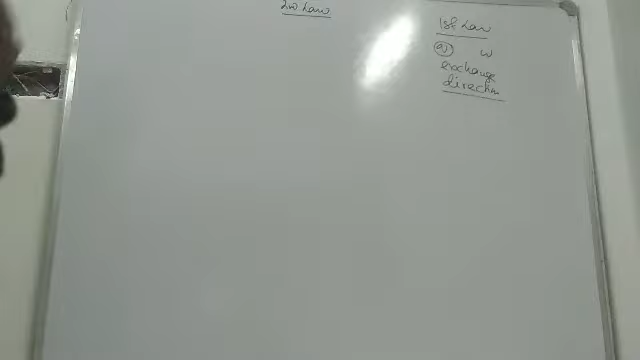 2nd Law
1st Law
Q w
exchange
direction